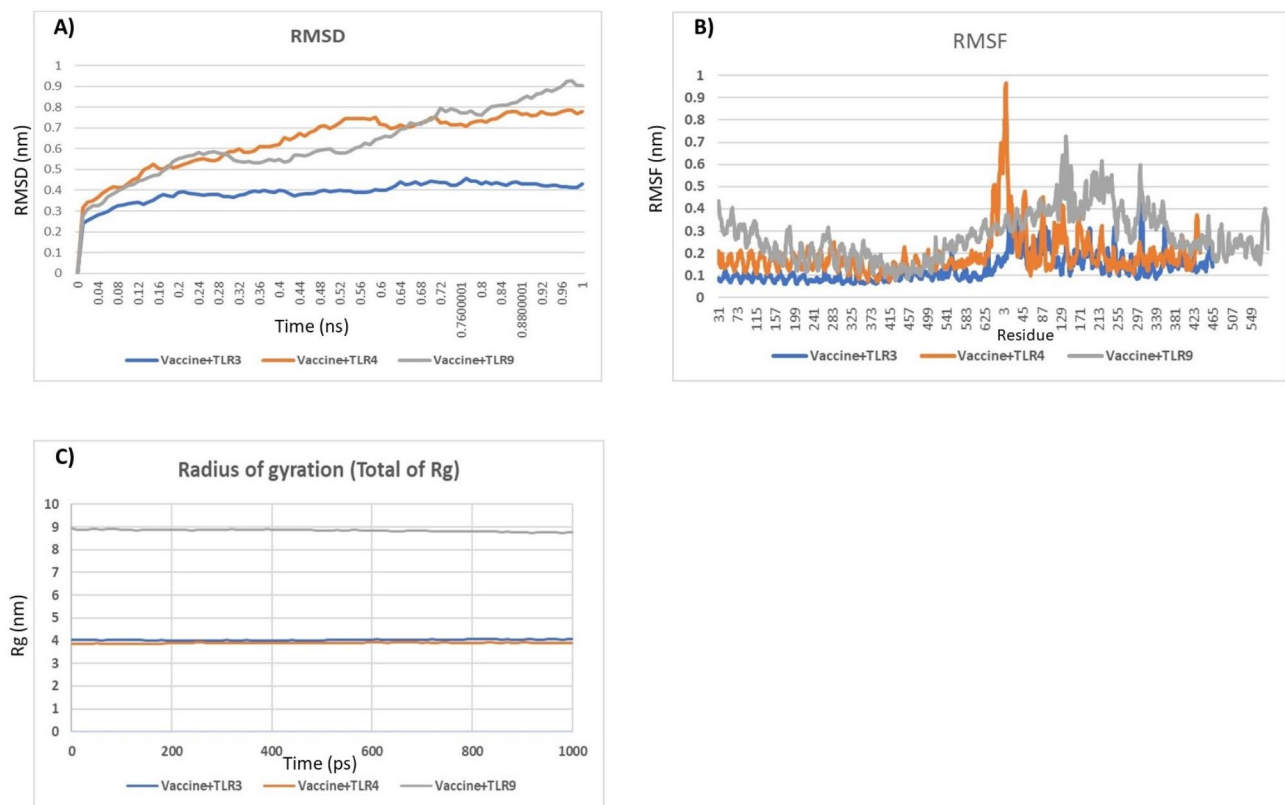 A)
RMSD
RMSD (nm)
1
0.9
0.8
0.7
0.6
0.5
0.4
0.3
0.2
0.1
0
0 0.04 0.08 0.12 0.16 0.2 0.24 0.28 0.32 0.36 0.4 0.44 0.48 0.52 0.56 0.6 0.64 0.68 0.72 0.7600001 0.8 0.84 0.8800001 0.92 0.96 1
Time (ns)
Vaccine+TLR3 Vaccine+TLR4 Vaccine+TLR9
B)
RMSF
RMSF (nm)
1
0.9
0.8
0.7
0.6
0.5
0.4
0.3
0.2
0.1
0
31 73 115 157 199 241 283 325 373 415 457 499 541 583 625 3 45 87 129 171 213 255 297 339 381 423 465 507 549
Residue
Vaccine+TLR3 Vaccine+TLR4 Vaccine+TLR9
C)
Radius of gyration (Total of Rg)
Rg (nm)
10
9
8
7
6
5
4
3
2
1
0
0 200 400 600 800 1000
Time (ps)
Vaccine+TLR3 Vaccine+TLR4 Vaccine+TLR9